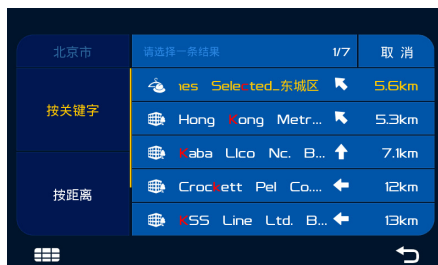 北京市 请选择一条结果 1/7 取 消
按关键字
按距离
nes Selected_东城区 5.6km
Hong Kong Metr... 5.3km
Kaba Llco Nc. B... 7.1km
Crockett Pel Co.... 12km
KSS Line Ltd. B... 13km